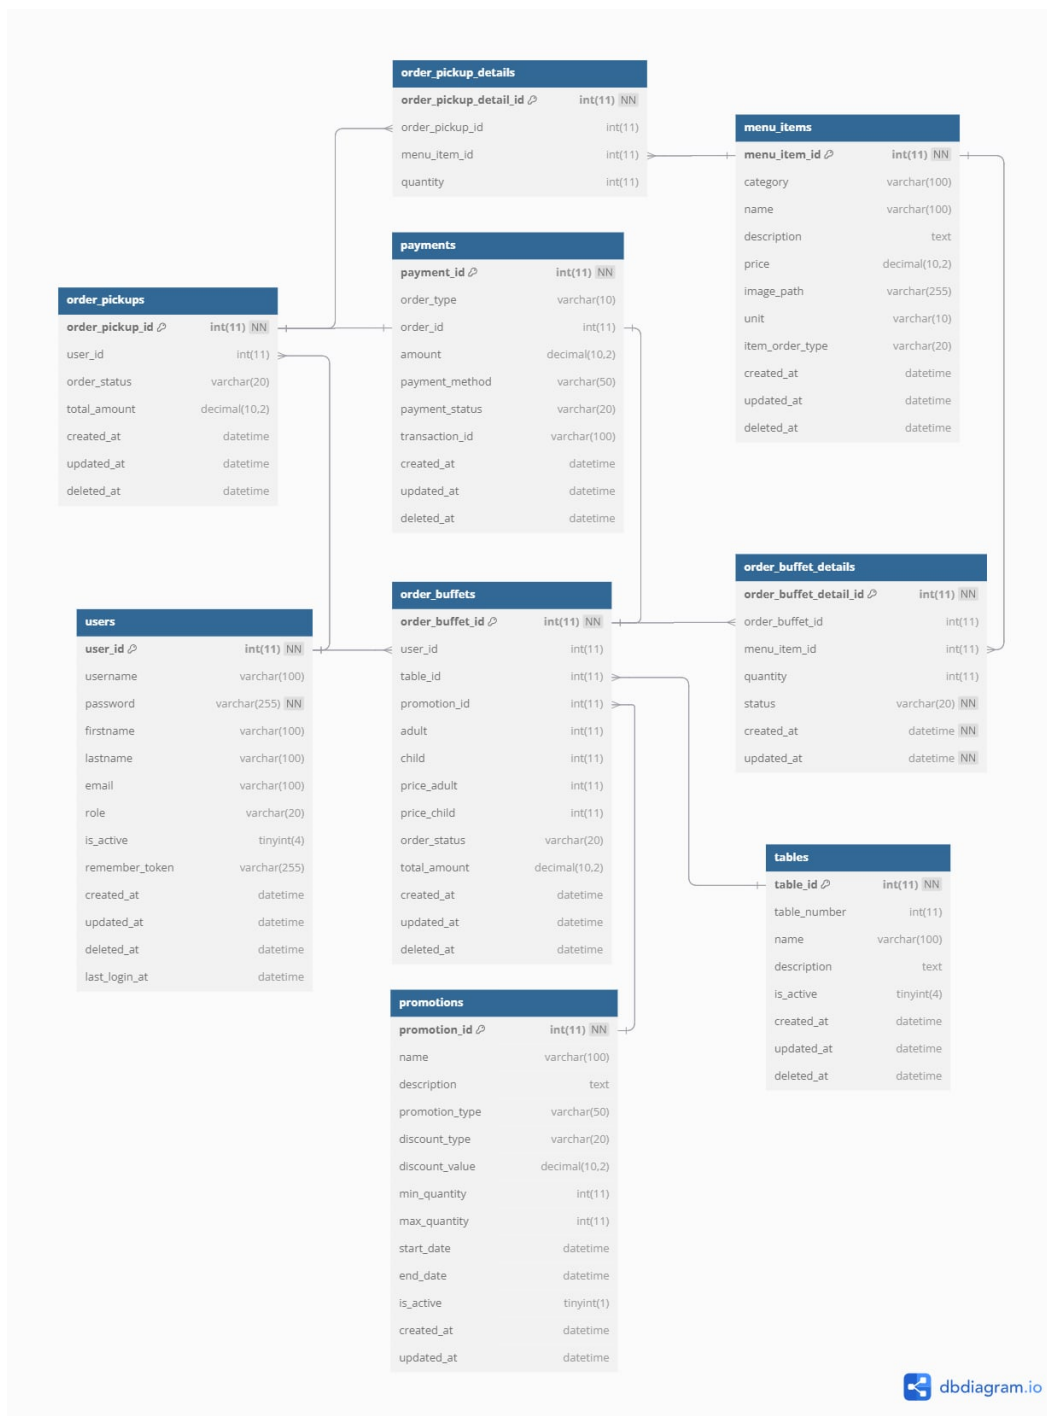 order_pickup_details
order_pickup_detail_id int(11) NN
order_pickup_id int(11)
menu_item_id int(11)
quantity int(11)
menu_items
menu_item_id int(11) NN
category varchar(100)
name varchar(100)
description text
price decimal(10,2)
image_path varchar(255)
unit varchar(10)
item_order_type varchar(20)
created_at datetime
updated_at datetime
deleted_at datetime
payments
payment_id int(11) NN
order_type varchar(10)
order_id int(11)
amount decimal(10,2)
payment_method varchar(50)
payment_status varchar(20)
transaction_id varchar(100)
created_at datetime
updated_at datetime
deleted_at datetime
order_pickups
order_pickup_id int(11) NN
user_id int(11)
order_status varchar(20)
total_amount decimal(10,2)
created_at datetime
updated_at datetime
deleted_at datetime
order_buffet_details
order_buffet_detail_id int(11) NN
order_buffet_id int(11)
menu_item_id int(11)
quantity int(11)
status varchar(20) NN
created_at datetime NN
updated_at datetime NN
order_buffets
order_buffet_id int(11) NN
user_id int(11)
table_id int(11)
promotion_id int(11)
adult int(11)
child int(11)
price_adult int(11)
price_child int(11)
order_status varchar(20)
total_amount decimal(10,2)
created_at datetime
updated_at datetime
deleted_at datetime
users
user_id int(11) NN
username varchar(100)
password varchar(255) NN
firstname varchar(100)
lastname varchar(100)
email varchar(100)
role varchar(20)
is_active tinyint(4)
remember_token varchar(255)
created_at datetime
updated_at datetime
deleted_at datetime
last_login_at datetime
tables
table_id int(11) NN
table_number int(11)
name varchar(100)
description text
is_active tinyint(4)
created_at datetime
updated_at datetime
deleted_at datetime
promotions
promotion_id int(11) NN
name varchar(100)
description text
promotion_type varchar(50)
discount_type varchar(20)
discount_value decimal(10,2)
min_quantity int(11)
max_quantity int(11)
start_date datetime
end_date datetime
is_active tinyint(1)
created_at datetime
updated_at datetime
dbdiagram.io